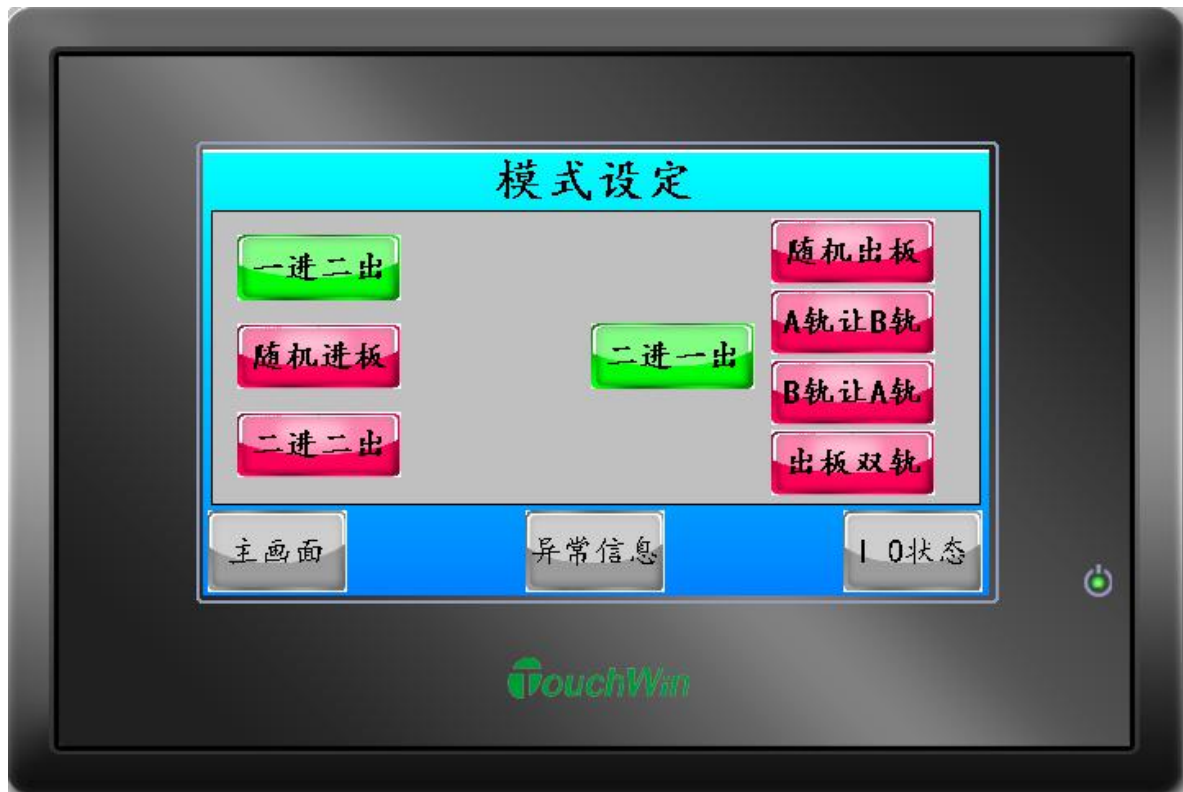 模式设定
一进二出
随机进板
二进二出
二进一出
随机出板
A轨让B轨
B轨让A轨
出板双轨
主画面
异常信息
I O状态
TouchWin